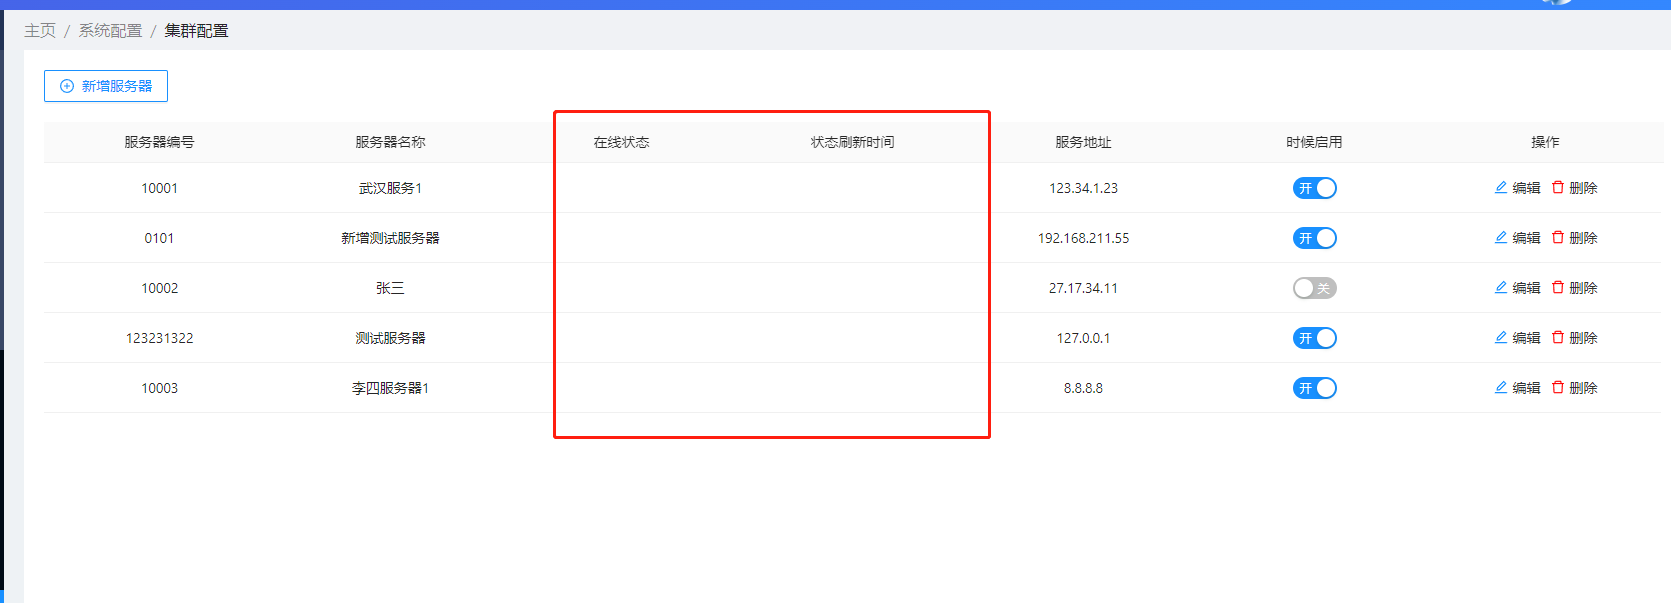 主页 / 系统配置 / 集群配置
新增服务器
服务器编号 服务器名称 在线状态 状态刷新时间 服务地址 时候启用 操作
10001 武汉服务1 123.34.1.23 开 编辑 删除
0101 新增测试服务器 192.168.211.55 开 编辑 删除
10002 张三 27.17.34.11 关 编辑 删除
123231322 测试服务器 127.0.0.1 开 编辑 删除
10003 李四服务器1 8.8.8.8 开 编辑 删除